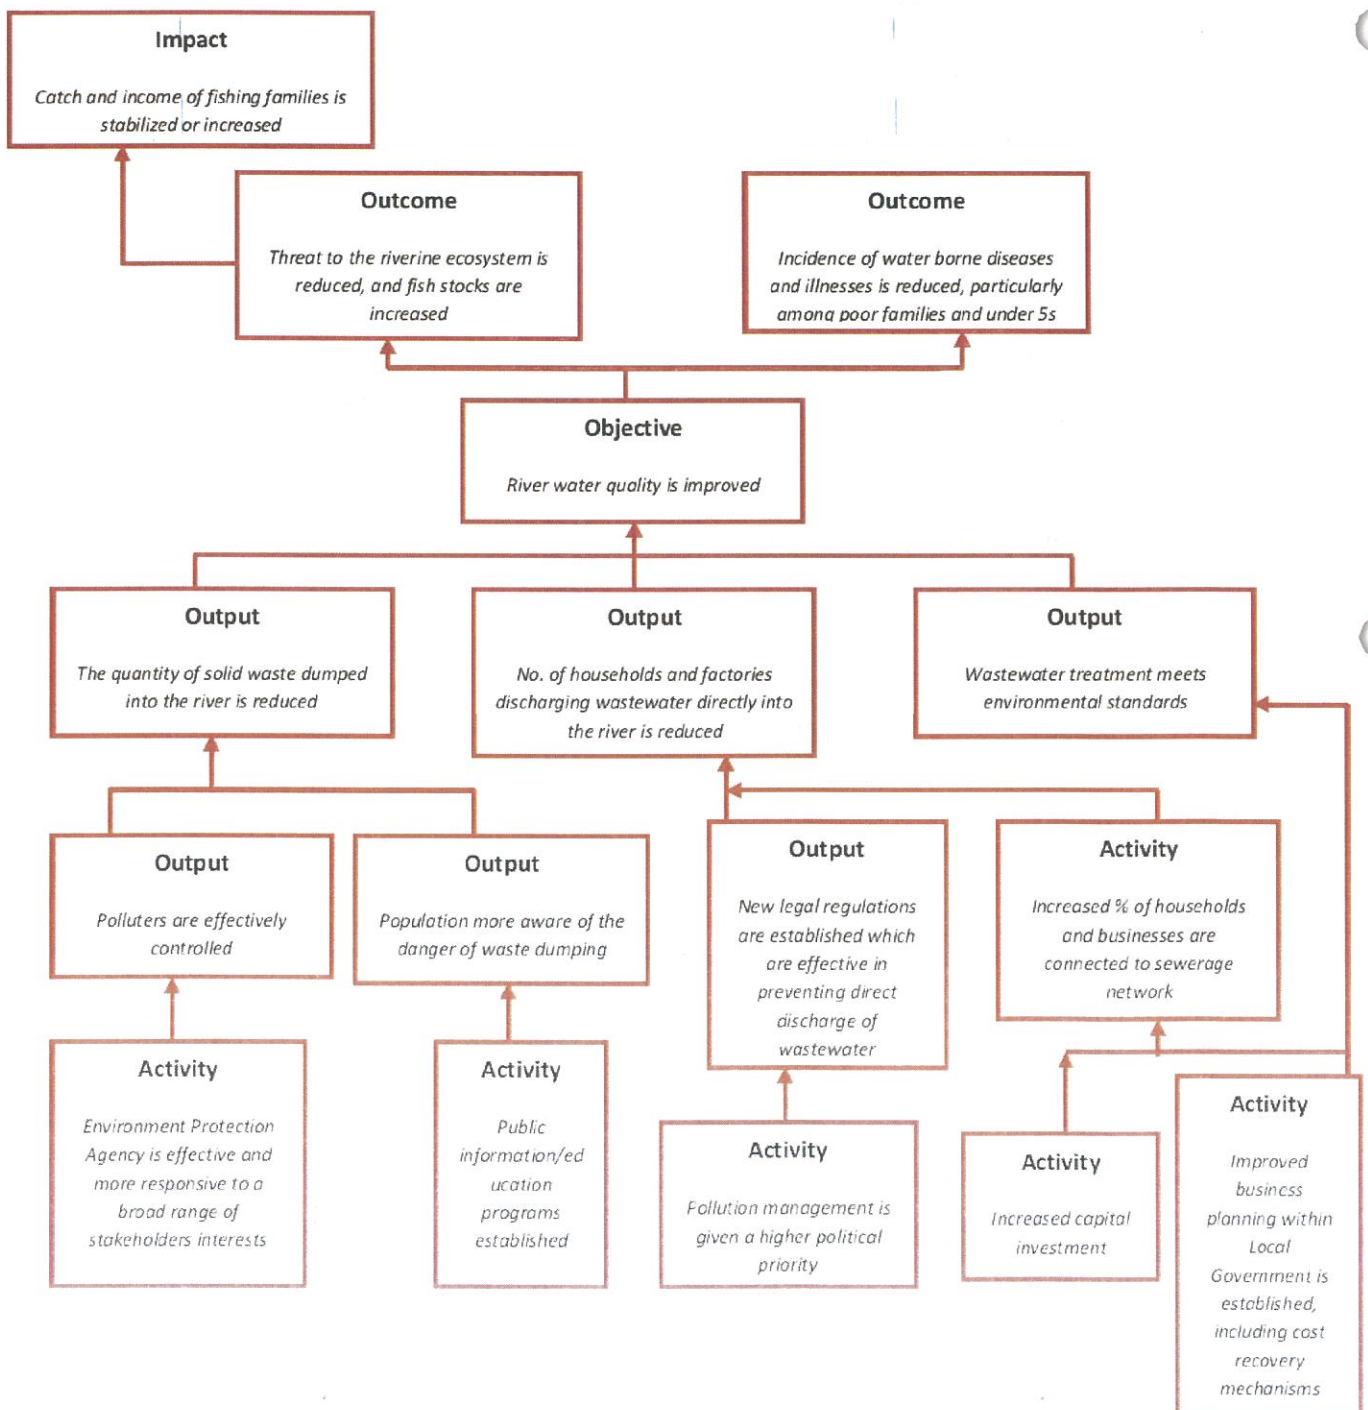 Impact
Catch and income of fishing families is
stabilized or increased
Outcome
Threat to the riverine ecosystem is
reduced, and fish stocks are
increased
Outcome
Incidence of water borne diseases
and illnesses is reduced, particularly
among poor families and under 5s
Objective
River water quality is improved
Output
The quantity of solid waste dumped
into the river is reduced
Output
No. of households and factories
discharging wastewater directly into
the river is reduced
Output
Wastewater treatment meets
environmental standards
Output
Polluters are effectively
controlled
Output
Population more aware of the
danger of waste dumping
Output
New legal regulations
are established which
are effective in
preventing direct
discharge of
wastewater
Activity
Increased % of households
and businesses are
connected to sewerage
network
Activity
Environment Protection
Agency is effective and
more responsive to a
broad range of
stakeholders interests
Activity
Public
information/ed
ucation
programs
established
Activity
Pollution management is
given a higher political
priority
Activity
Increased capital
investment
Activity
Improved
business
planning within
Local
Government is
established,
including cost
recovery
mechanisms